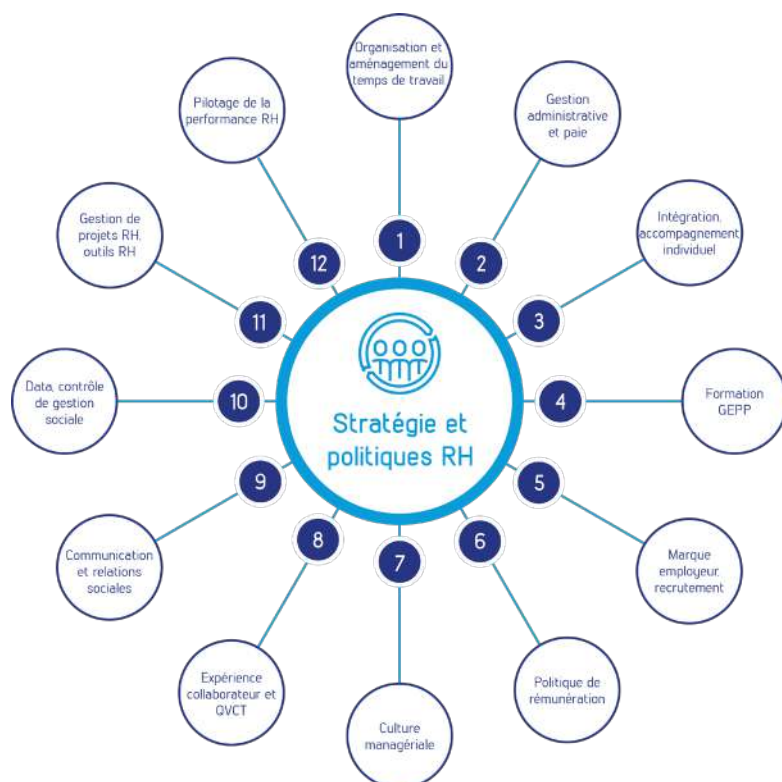 Organisation et
aménagement du
temps de travail
Gestion
administrative
et paie
Intégration,
accompagnement
individuel
Formation
GEPP
Marque
employeur,
recrutement
Politique de
rémunération
Culture
managériale
Expérience
collaborateur et
QVCT
Communication
et relations
sociales
Data, contrôle
de gestion
sociale
Gestion de
projets RH,
outils RH
Pilotage de la
performance RH
1
2
3
4
5
6
7
8
9
10
11
12
Stratégie et
politiques RH